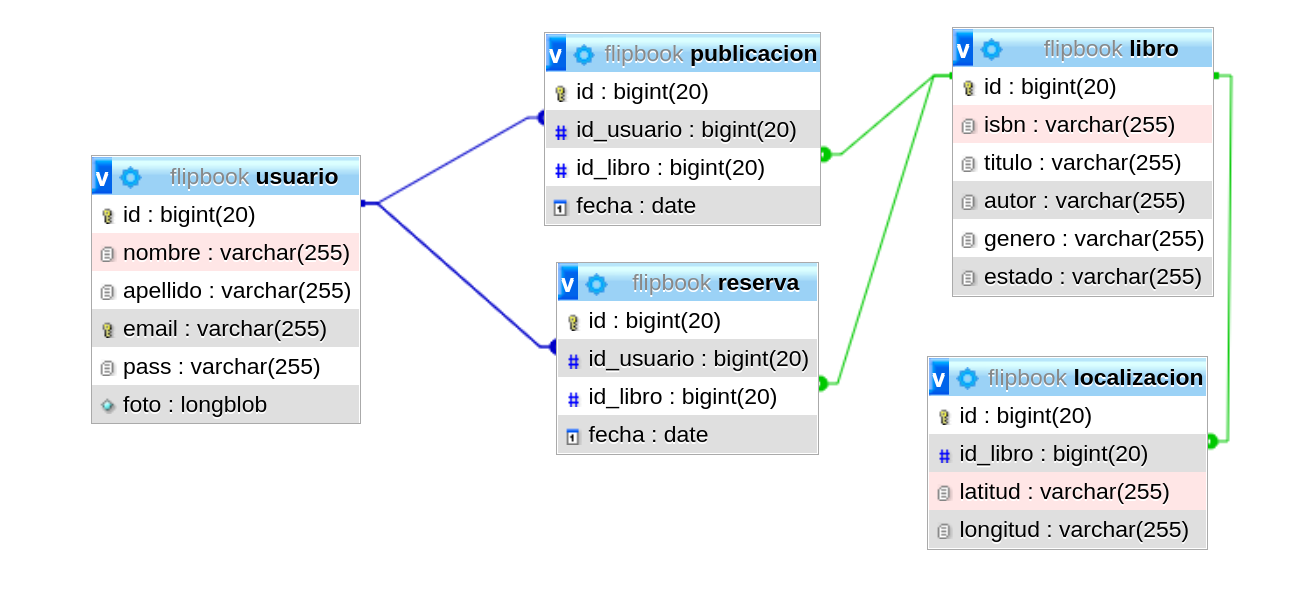 v flipbook usuario
id : bigint(20)
nombre : varchar(255)
apellido : varchar(255)
email : varchar(255)
pass : varchar(255)
foto : longblob
v flipbook publicacion
id : bigint(20)
# id_usuario : bigint(20)
# id_libro : bigint(20)
1 fecha : date
v flipbook reserva
id : bigint(20)
# id_usuario : bigint(20)
# id_libro : bigint(20)
1 fecha : date
v flipbook libro
id : bigint(20)
isbn : varchar(255)
titulo : varchar(255)
autor : varchar(255)
genero : varchar(255)
estado : varchar(255)
v flipbook localizacion
id : bigint(20)
# id_libro : bigint(20)
latitud : varchar(255)
longitud : varchar(255)